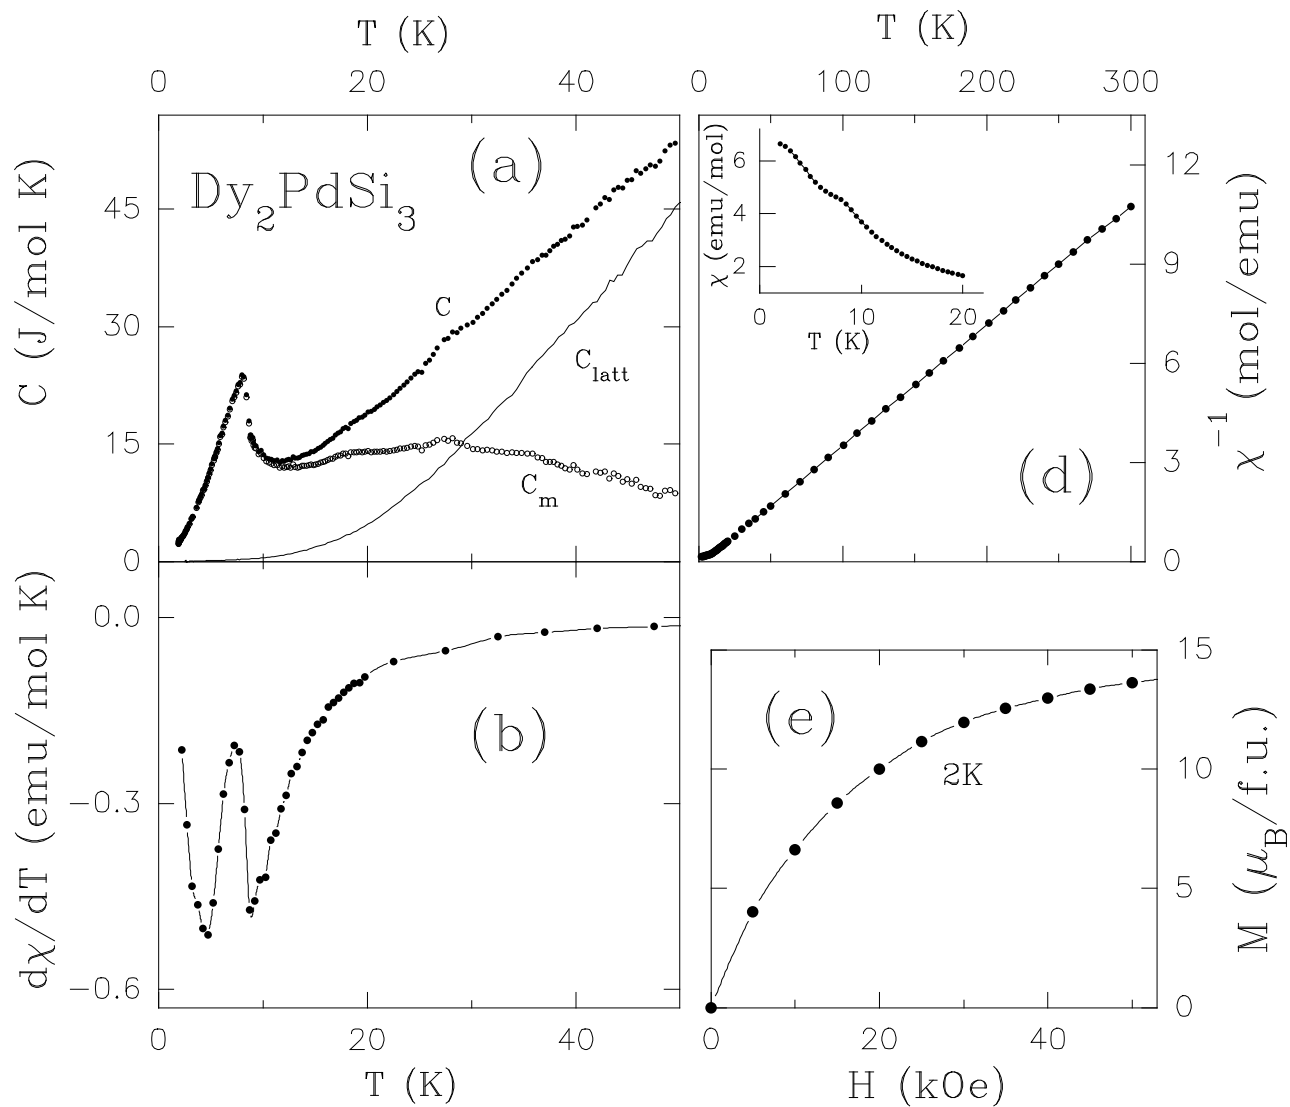 T (K)
0 20 40
C (J/mol K)
45
30
15
0
(a)
Dy2PdSi3
C
Clatt
Cm
dχ/dT (emu/mol K)
0.0
−0.3
−0.6
(b)
0 20 40
T (K)
T (K)
0 100 200 300
χ (emu/mol)
6
4
2
0 10 20
T (K)
12
9
6
3
0
χ−1 (mol/emu)
(d)
(e)
2K
15
10
5
0
M (μB/f.u.)
0 20 40
H (kOe)